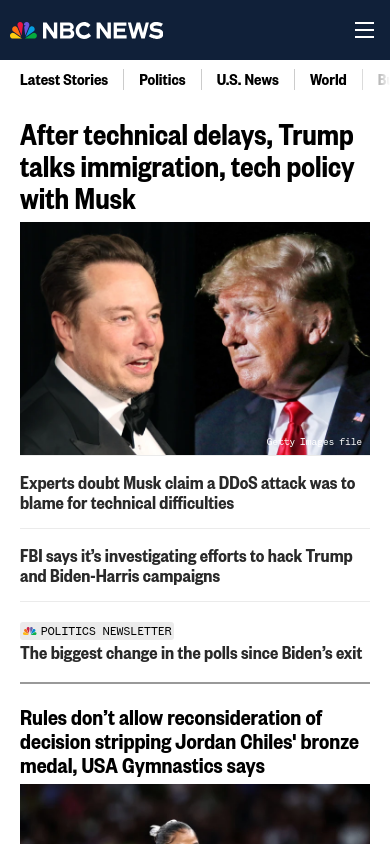 NBC NEWS
Latest Stories
Politics
U.S. News
World
After technical delays, Trump
talks immigration, tech policy
with Musk
Getty Images file
Experts doubt Musk claim a DDoS attack was to
blame for technical difficulties
FBI says it’s investigating efforts to hack Trump
and Biden-Harris campaigns
POLITICS NEWSLETTER
The biggest change in the polls since Biden’s exit
Rules don’t allow reconsideration of
decision stripping Jordan Chiles' bronze
medal, USA Gymnastics says